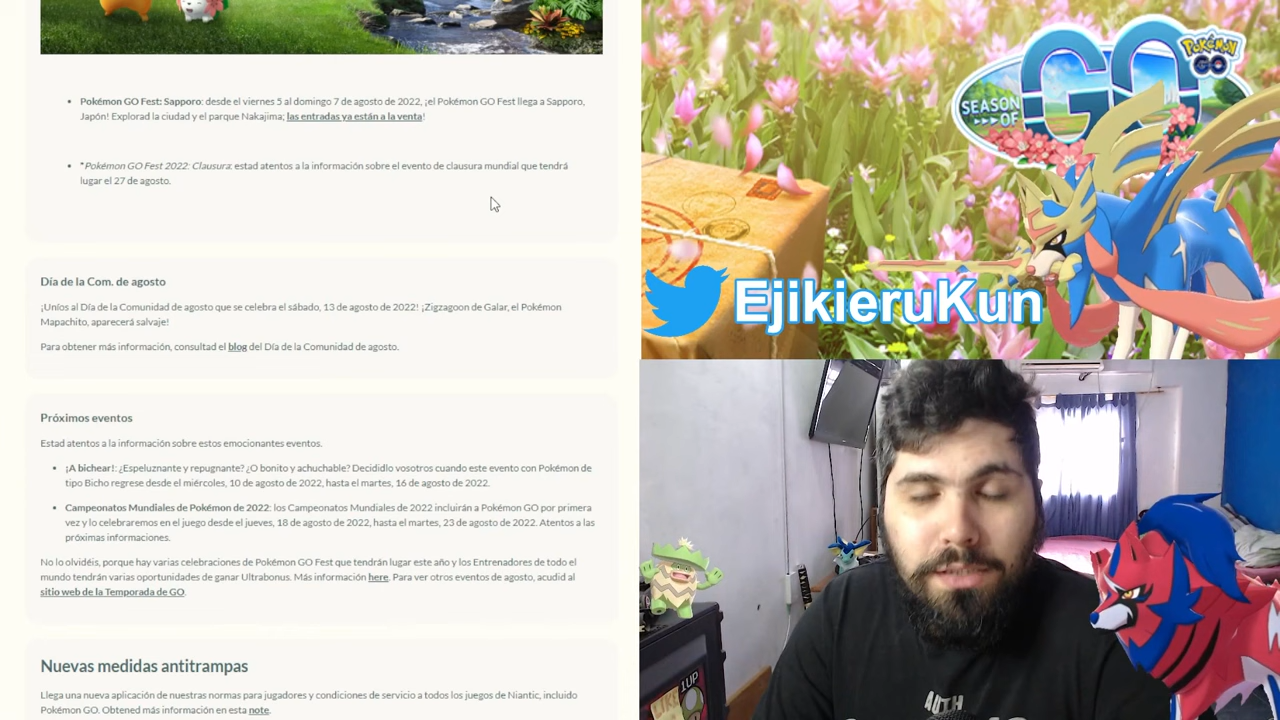 Pokémon GO Fest: Sapporo: desde el viernes 5 al domingo 7 de agosto de 2022, ¡el Pokémon GO Fest llega a Sapporo,
Japón! Explorad la ciudad y el parque Nakajima; las entradas ya están a la venta!
*Pokémon GO Fest 2022: Clausura: estad atentos a la información sobre el evento de clausura mundial que tendrá
lugar el 27 de agosto.
Día de la Com. de agosto
¡Uníos al Día de la Comunidad de agosto que se celebra el sábado, 13 de agosto de 2022! ¡Zigzagoon de Galar, el Pokémon
Mapachito, aparecerá salvaje!
Para obtener más información, consultad el blog del Día de la Comunidad de agosto.
Próximos eventos
Estad atentos a la información sobre estos emocionantes eventos.
¡A bichear!: ¿Espeluznante y repugnante? ¿O bonito y achuchable? Decididlo vosotros cuando este evento con Pokémon de
tipo Bicho regrese desde el miércoles, 10 de agosto de 2022, hasta el martes, 16 de agosto de 2022.
Campeonatos Mundiales de Pokémon de 2022: los Campeonatos Mundiales de 2022 incluirán a Pokémon GO por primera
vez y lo celebraremos en el juego desde el jueves, 18 de agosto de 2022, hasta el martes, 23 de agosto de 2022. Atentos a las
próximas informaciones.
No lo olvidéis, porque hay varias celebraciones de Pokémon GO Fest que tendrán lugar este año y los Entrenadores de todo el
mundo tendrán varias oportunidades de ganar Ultrabonus. Más información here. Para ver otros eventos de agosto, acudid al
sitio web de la Temporada de GO.
Nuevas medidas antitrampas
Llega una nueva aplicación de nuestras normas para jugadores y condiciones de servicio a todos los juegos de Niantic, incluido
Pokémon GO. Obtened más información en esta note.
SEASON
OF
GO
POKÉMON
GO
EjikieruKun
1UP
LIKE
AUTH